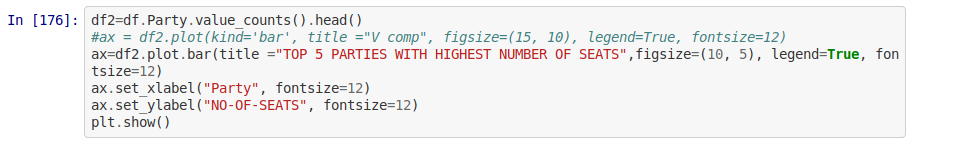 In [176]: df2=df.Party.value_counts().head()
#ax = df2.plot(kind='bar', title ="V comp", figsize=(15, 10), legend=True, fontsize=12)
ax=df2.plot.bar(title ="TOP 5 PARTIES WITH HIGHEST NUMBER OF SEATS",figsize=(10, 5), legend=True, fon
tsize=12)
ax.set_xlabel("Party", fontsize=12)
ax.set_ylabel("NO-OF-SEATS", fontsize=12)
plt.show()